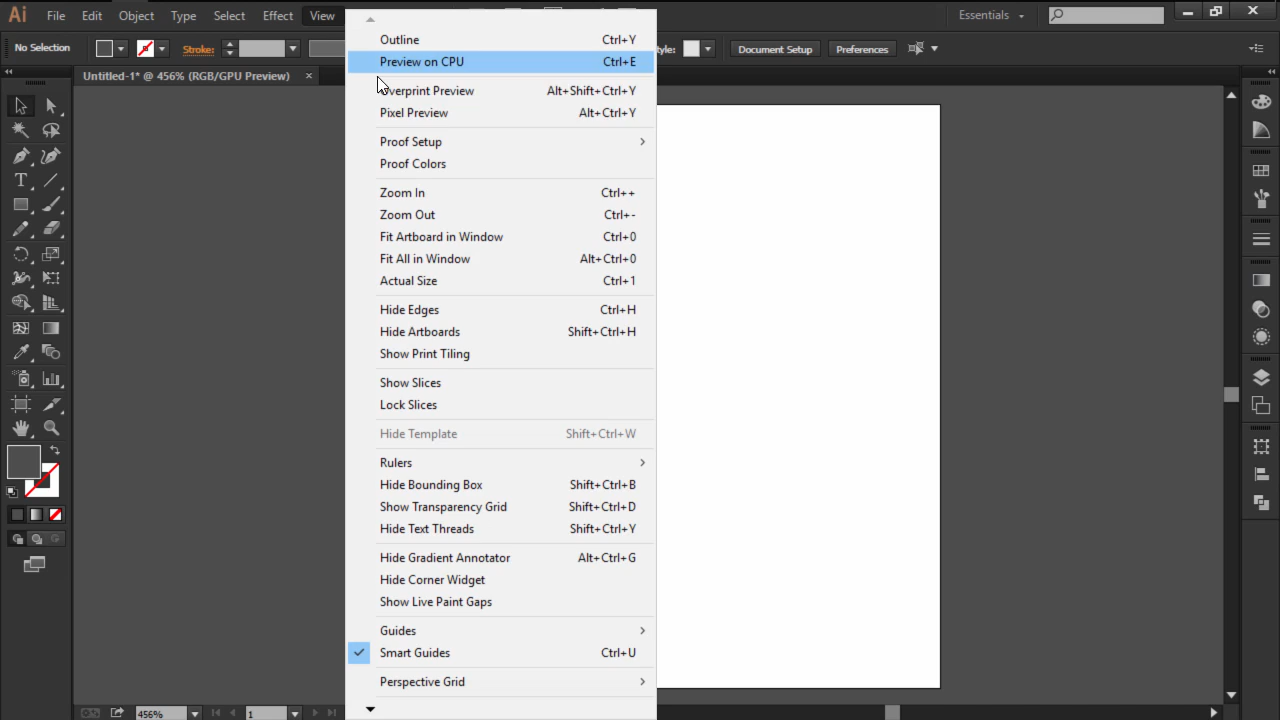 Ai File Edit Object Type Select Effect View Essentials
No Selection Stroke: yle: Document Setup Preferences
Untitled-1* @ 456% (RGB/GPU Preview) ×
Outline Ctrl+Y
Preview on CPU Ctrl+E
verprint Preview Alt+Shift+Ctrl+Y
Pixel Preview Alt+Ctrl+Y
Proof Setup
Proof Colors
Zoom In Ctrl++
Zoom Out Ctrl+-
Fit Artboard in Window Ctrl+0
Fit All in Window Alt+Ctrl+0
Actual Size Ctrl+1
Hide Edges Ctrl+H
Hide Artboards Shift+Ctrl+H
Show Print Tiling
Show Slices
Lock Slices
Hide Template Shift+Ctrl+W
Rulers
Hide Bounding Box Shift+Ctrl+B
Show Transparency Grid Shift+Ctrl+D
Hide Text Threads Shift+Ctrl+Y
Hide Gradient Annotator Alt+Ctrl+G
Hide Corner Widget
Show Live Paint Gaps
Guides
Smart Guides Ctrl+U
Perspective Grid
456% 1